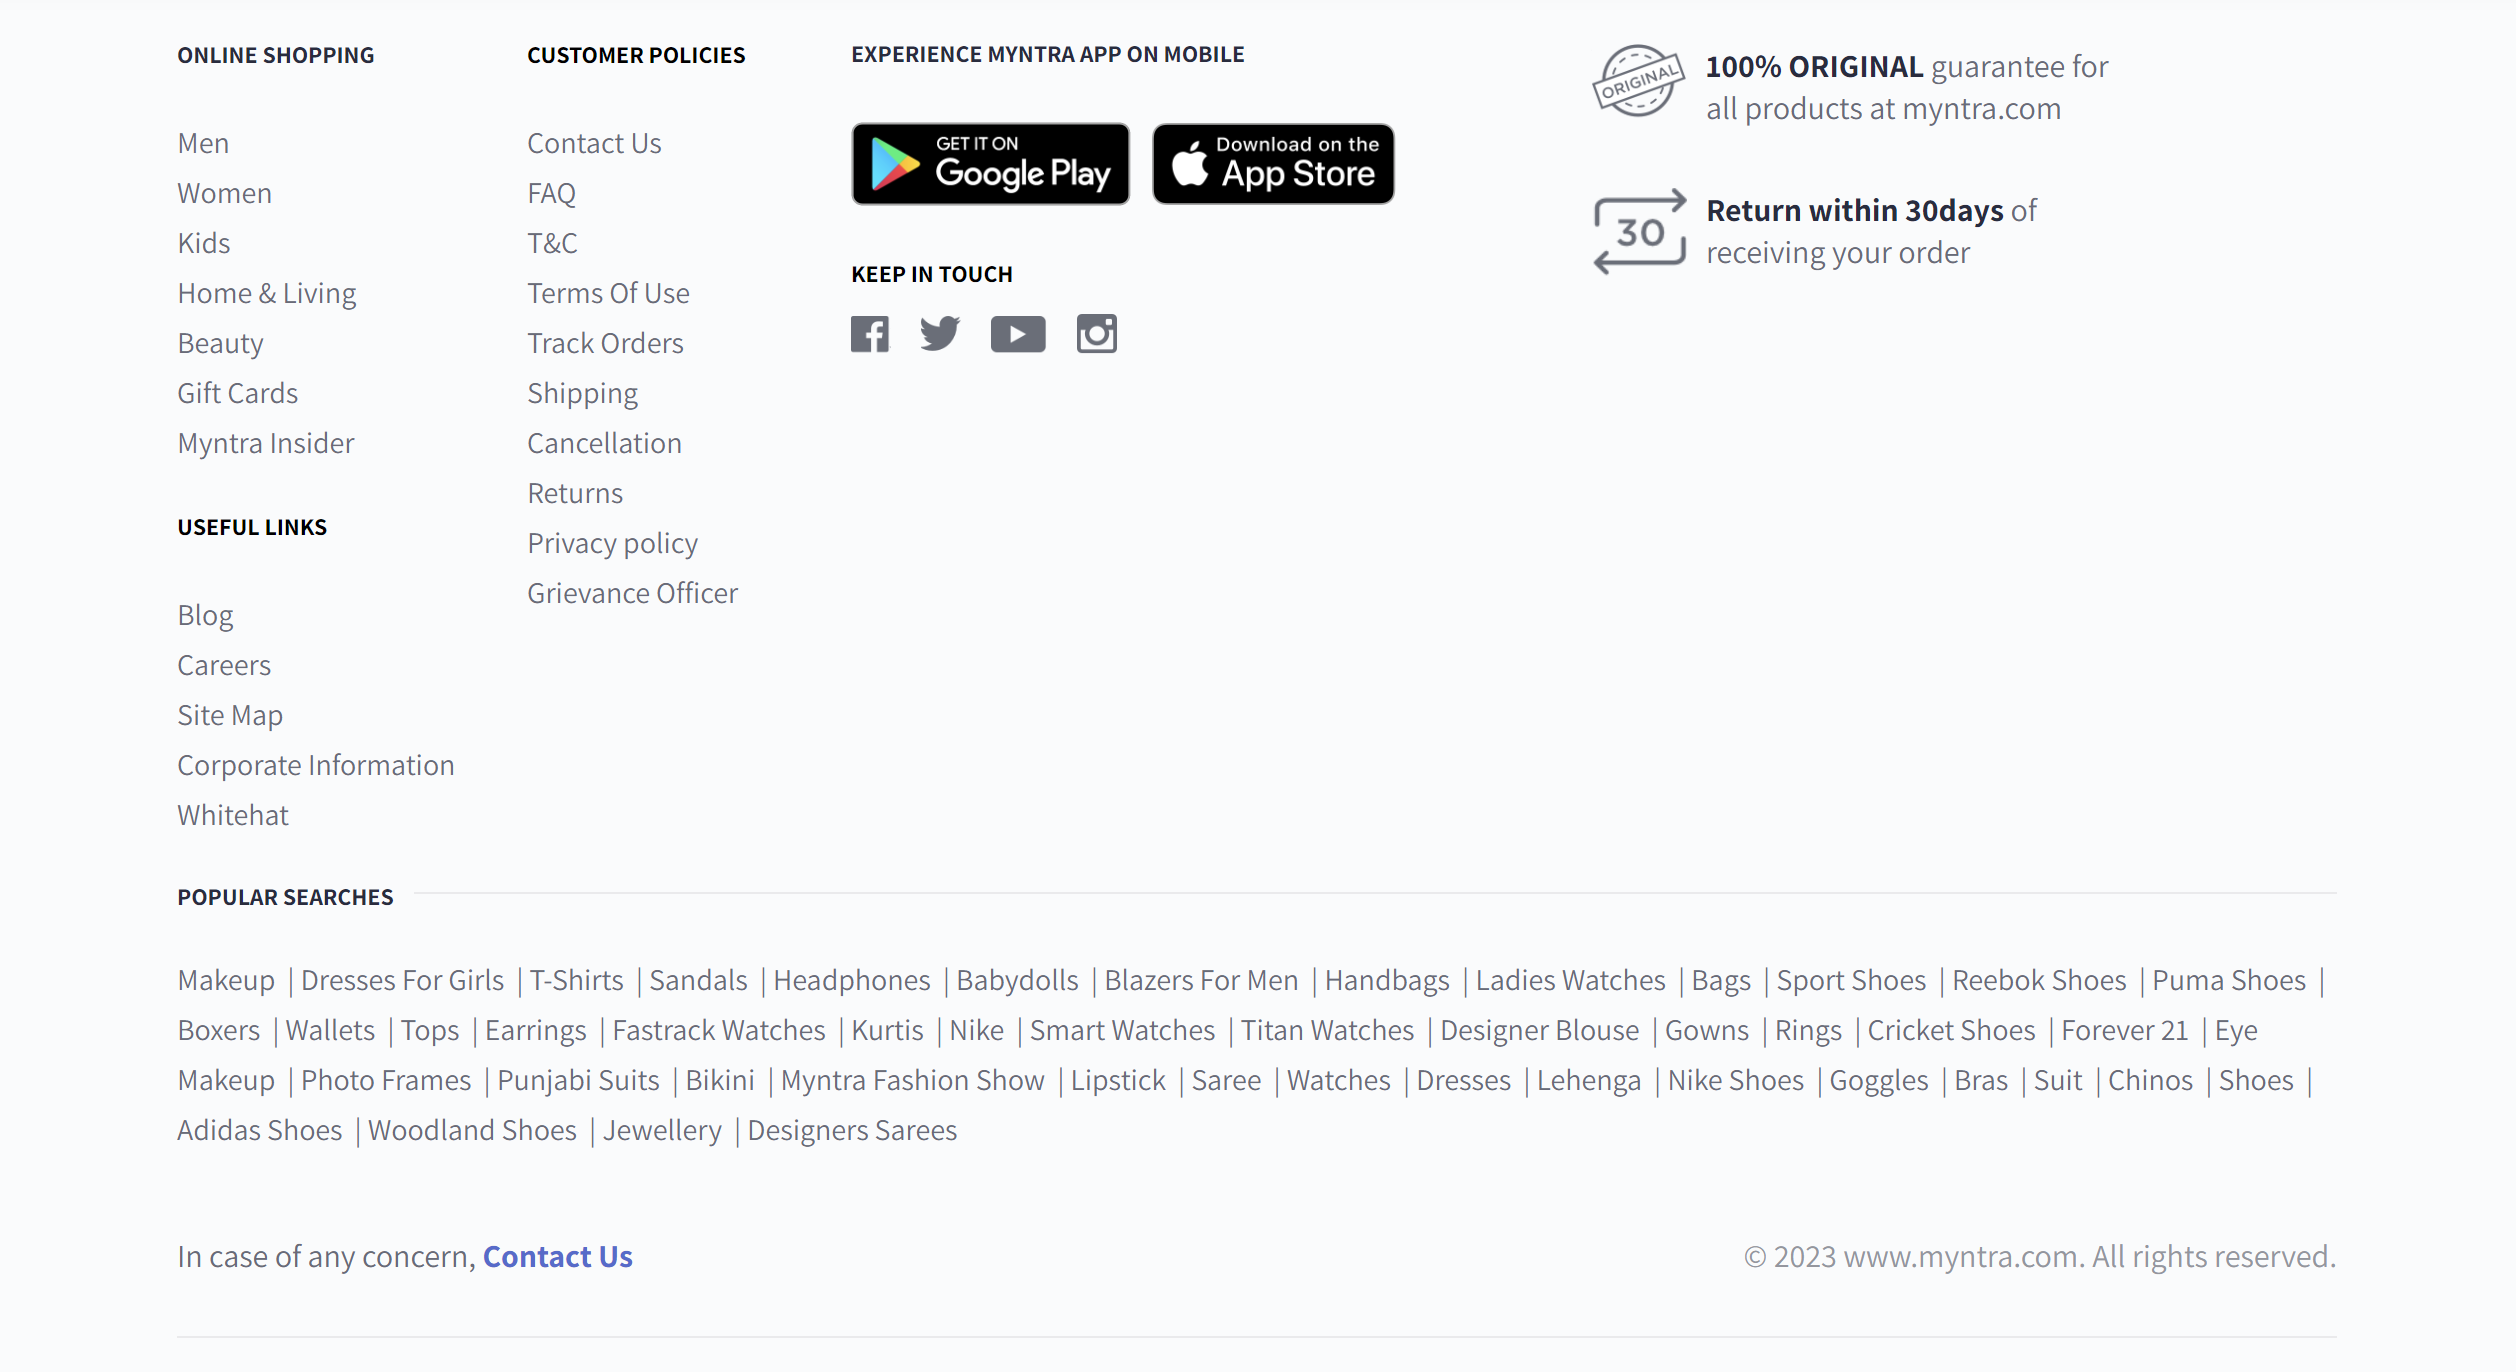 ONLINE SHOPPING
Men
Women
Kids
Home & Living
Beauty
Gift Cards
Myntra Insider
USEFUL LINKS
Blog
Careers
Site Map
Corporate Information
Whitehat
CUSTOMER POLICIES
Contact Us
FAQ
T&C
Terms Of Use
Track Orders
Shipping
Cancellation
Returns
Privacy policy
Grievance Officer
EXPERIENCE MYNTRA APP ON MOBILE
GET IT ON
Google Play
Download on the
App Store
KEEP IN TOUCH
ORIGINAL
100% ORIGINAL guarantee for
all products at myntra.com
30
Return within 30days of
receiving your order
POPULAR SEARCHES
Makeup | Dresses For Girls | T-Shirts | Sandals | Headphones | Babydolls | Blazers For Men | Handbags | Ladies Watches | Bags | Sport Shoes | Reebok Shoes | Puma Shoes |
Boxers | Wallets | Tops | Earrings | Fastrack Watches | Kurtis | Nike | Smart Watches | Titan Watches | Designer Blouse | Gowns | Rings | Cricket Shoes | Forever 21 | Eye
Makeup | Photo Frames | Punjabi Suits | Bikini | Myntra Fashion Show | Lipstick | Saree | Watches | Dresses | Lehenga | Nike Shoes | Goggles | Bras | Suit | Chinos | Shoes |
Adidas Shoes | Woodland Shoes | Jewellery | Designers Sarees
In case of any concern, Contact Us
© 2023 www.myntra.com. All rights reserved.